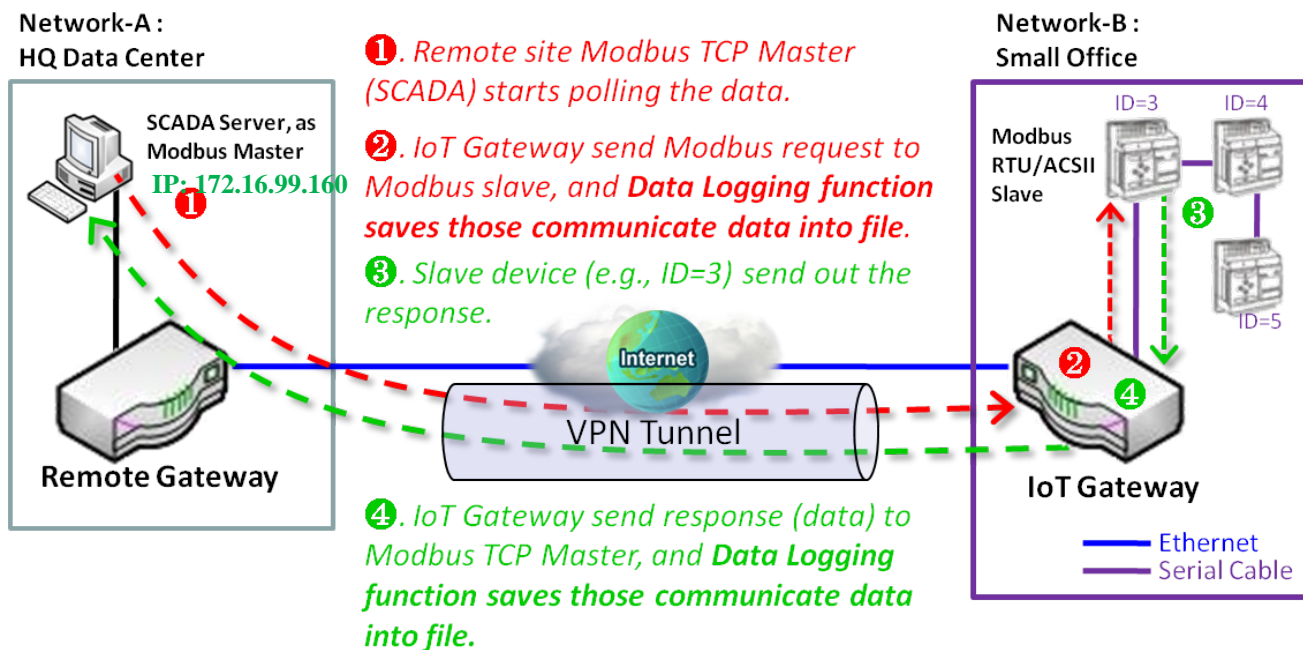 Network-A :
HQ Data Center
SCADA Server, as
Modbus Master
IP: 172.16.99.160
❶
Remote Gateway
❶. Remote site Modbus TCP Master
(SCADA) starts polling the data.
❷. IoT Gateway send Modbus request to
Modbus slave, and Data Logging function
saves those communicate data into file.
❸. Slave device (e.g., ID=3) send out the
response.
Internet
VPN Tunnel
❹. IoT Gateway send response (data) to
Modbus TCP Master, and Data Logging
function saves those communicate data
into file.
Network-B :
Small Office
ID=3
ID=4
Modbus
RTU/ACSII
Slave
❸
ID=5
❷
❹
IoT Gateway
Ethernet
Serial Cable